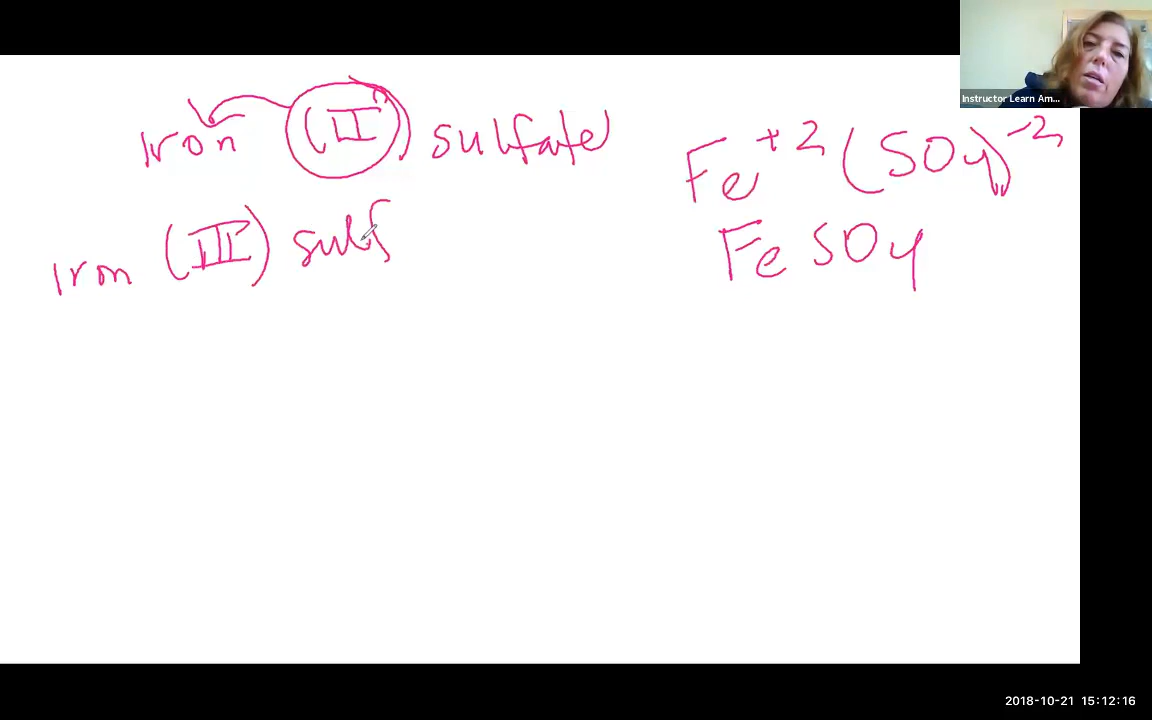 Iron (II) sulfate Fe+2 (SO4)-2
Iron (III) sulf FeSO4
Instructor Learn Am...
2018-10-21 15:12:16